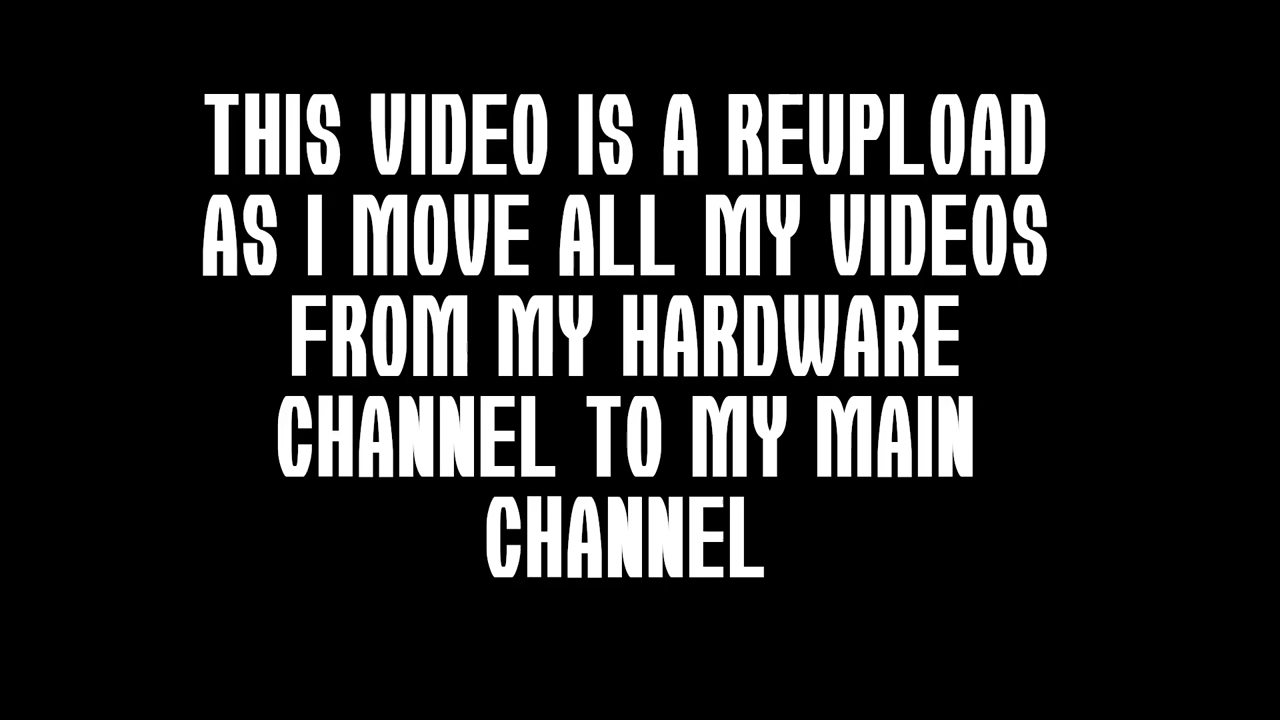 THIS VIDEO IS A REUPLOAD
AS I MOVE ALL MY VIDEOS
FROM MY HARDWARE
CHANNEL TO MY MAIN
CHANNEL